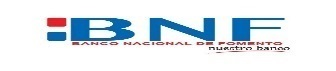 BNF
BANCO NACIONAL DE FOMENTO
nuestro banco